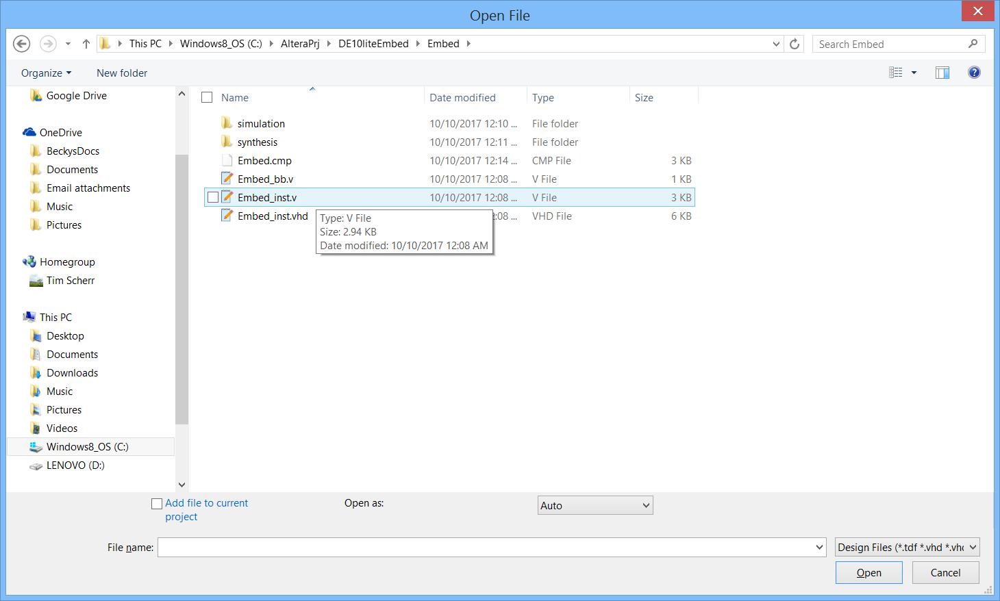 Open File
This PC Windows8_OS (C:) AlteraPrj DE10liteEmbed Embed
Search Embed
Organize New folder
Google Drive
OneDrive
BeckysDocs
Documents
Email attachments
Music
Pictures
Homegroup
Tim Scherr
This PC
Desktop
Documents
Downloads
Music
Pictures
Videos
Windows8_OS (C:)
LENOVO (D:)
Name Date modified Type Size
simulation 10/10/2017 12:10 ... File folder
synthesis 10/10/2017 12:11 ... File folder
Embed.cmp 10/10/2017 12:14 ... CMP File 3 KB
Embed_bb.v 10/10/2017 12:08 ... V File 1 KB
Embed_inst.v 10/10/2017 12:08 ... V File 3 KB
Embed_inst.vhd 2:08 ... VHD File 6 KB
Type: V File
Size: 2.94 KB
Date modified: 10/10/2017 12:08 AM
Add file to current
project
Open as:
Auto
File name:
Design Files (*.tdf *.vhd *.vhd
Open Cancel